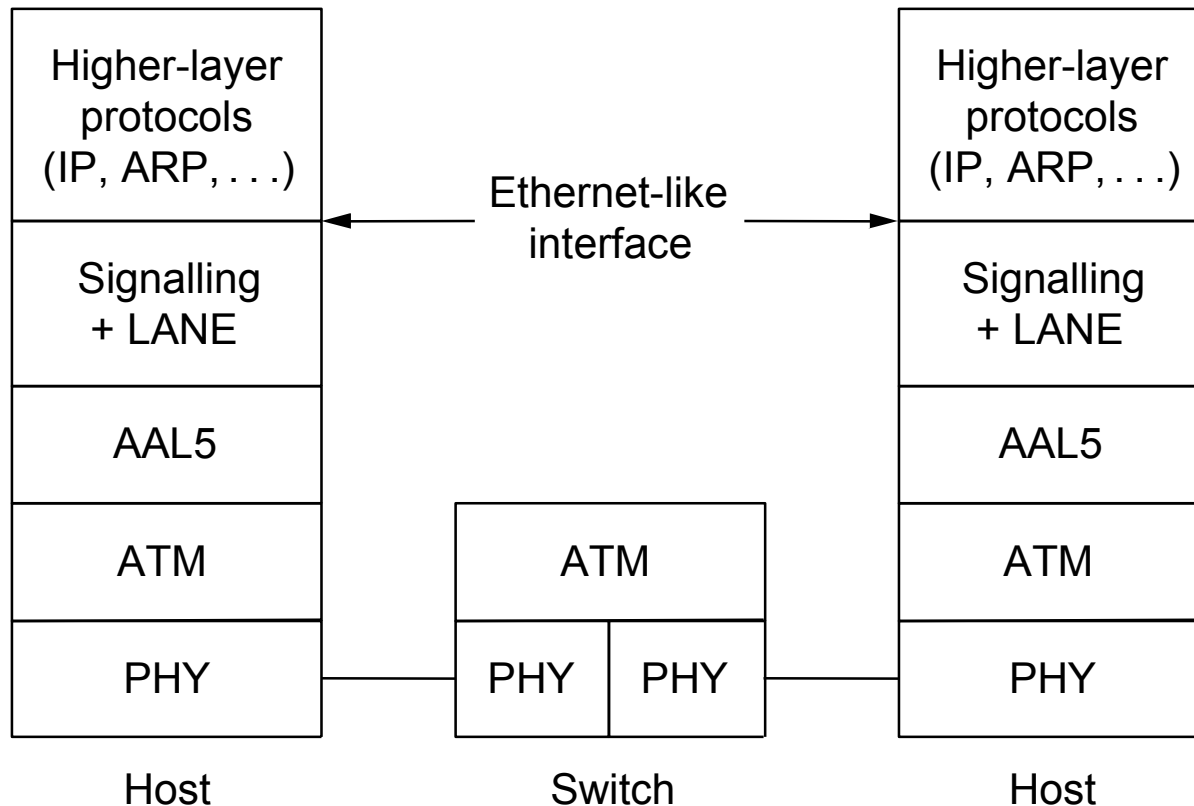 Higher-layer
protocols
(IP, ARP, . . .)
Signalling
+ LANE
AAL5
ATM
PHY
Host
Ethernet-like
interface
ATM
PHY PHY
Switch
Higher-layer
protocols
(IP, ARP, . . .)
Signalling
+ LANE
AAL5
ATM
PHY
Host